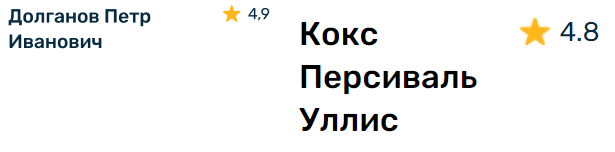 Долганов Петр
Иванович
4,9
Кокс
Персиваль
Уллис
4.8